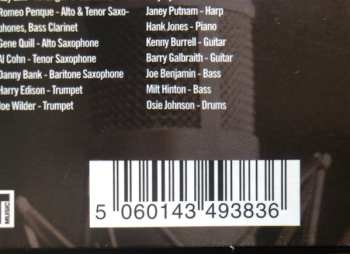 Romeo Penque - Alto & Tenor Saxo-
phones, Bass Clarinet
Gene Quill - Alto Saxophone
Al Cohn - Tenor Saxophone
Danny Bank - Baritone Saxophone
Harry Edison - Trumpet
Joe Wilder - Trumpet
Janey Putnam - Harp
Hank Jones - Piano
Kenny Burrell - Guitar
Barry Galbraith - Guitar
Joe Benjamin - Bass
Milt Hinton - Bass
Osie Johnson - Drums
MUSIC
5 060143 493836